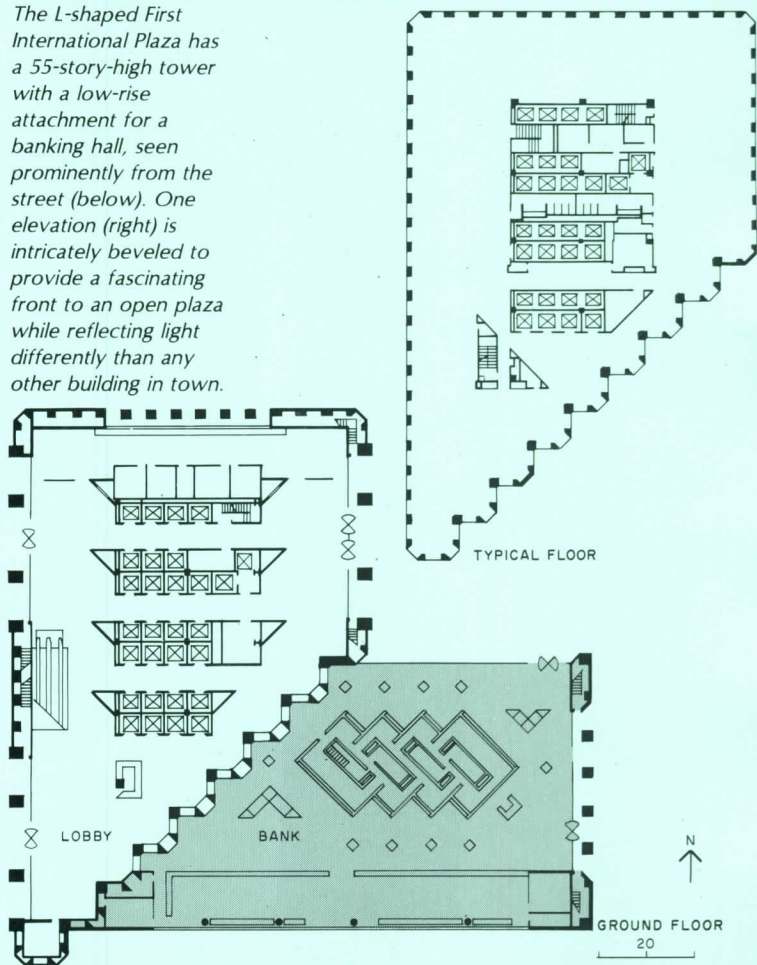 The L-shaped First
International Plaza has
a 55-story-high tower
with a low-rise
attachment for a
banking hall, seen
prominently from the
street (below). One
elevation (right) is
intricately beveled to
provide a fascinating
front to an open plaza
while reflecting light
differently than any
other building in town.
TYPICAL FLOOR
LOBBY
BANK
N
GROUND FLOOR
20